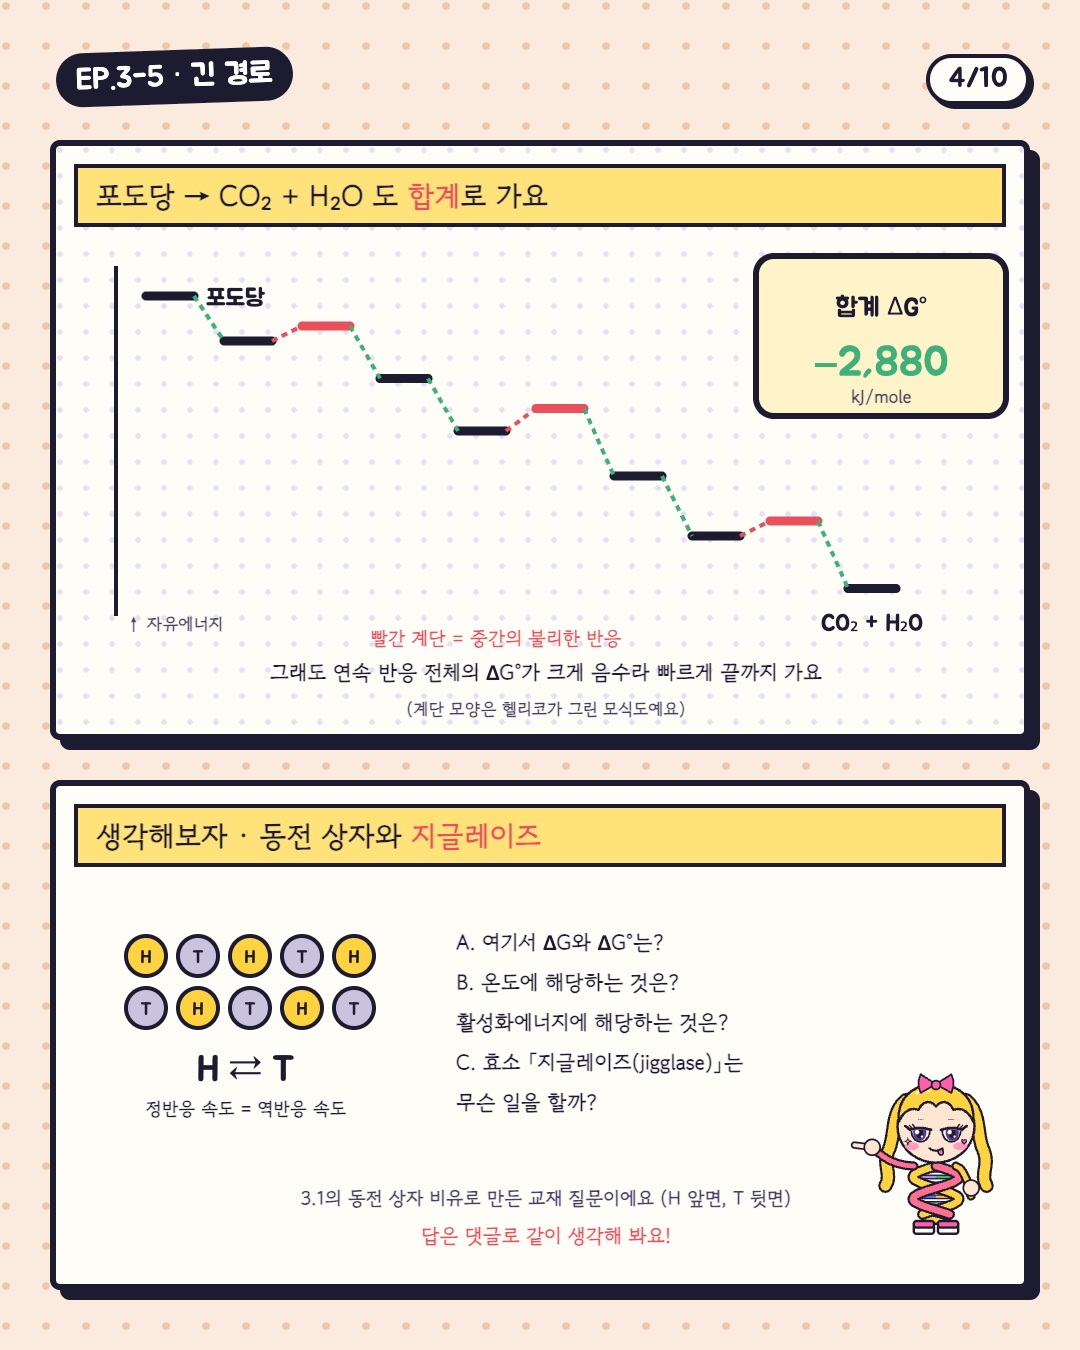 EP.3-5 · 긴 경로
4/10
포도당 → CO₂ + H₂O 도 합계로 가요
포도당
합계 ΔG°
−2,880
kJ/mole
↑ 자유에너지
CO₂ + H₂O
빨간 계단 = 중간의 불리한 반응
그래도 연속 반응 전체의 ΔG°가 크게 음수라 빠르게 끝까지 가요
(계단 모양은 헬리코가 그린 모식도예요)
생각해보자 · 동전 상자와 지글레이즈
H T H T H
T H T H T
H ⇄ T
정반응 속도 = 역반응 속도
A. 여기서 ΔG와 ΔG°는?
B. 온도에 해당하는 것은?
활성화에너지에 해당하는 것은?
C. 효소 「지글레이즈(jigglase)」는
무슨 일을 할까?
3.1의 동전 상자 비유로 만든 교재 질문이에요 (H 앞면, T 뒷면)
답은 댓글로 같이 생각해 봐요!